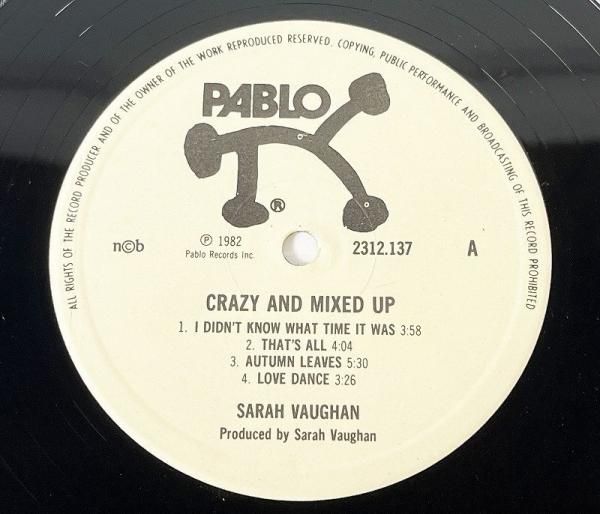 ALL RIGHTS OF THE RECORD PRODUCER AND OF THE OWNER OF THE WORK REPRODUCED RESERVED. COPYING, PUBLIC PERFORMANCE AND BROADCASTING OF THIS RECORD PROHIBITED
PABLO
®
n©b
℗ 1982
Pablo Records Inc.
2312.137
A
CRAZY AND MIXED UP
1. I DIDN'T KNOW WHAT TIME IT WAS 3:58
2. THAT'S ALL 4:04
3. AUTUMN LEAVES 5:30
4. LOVE DANCE 3:26
SARAH VAUGHAN
Produced by Sarah Vaughan